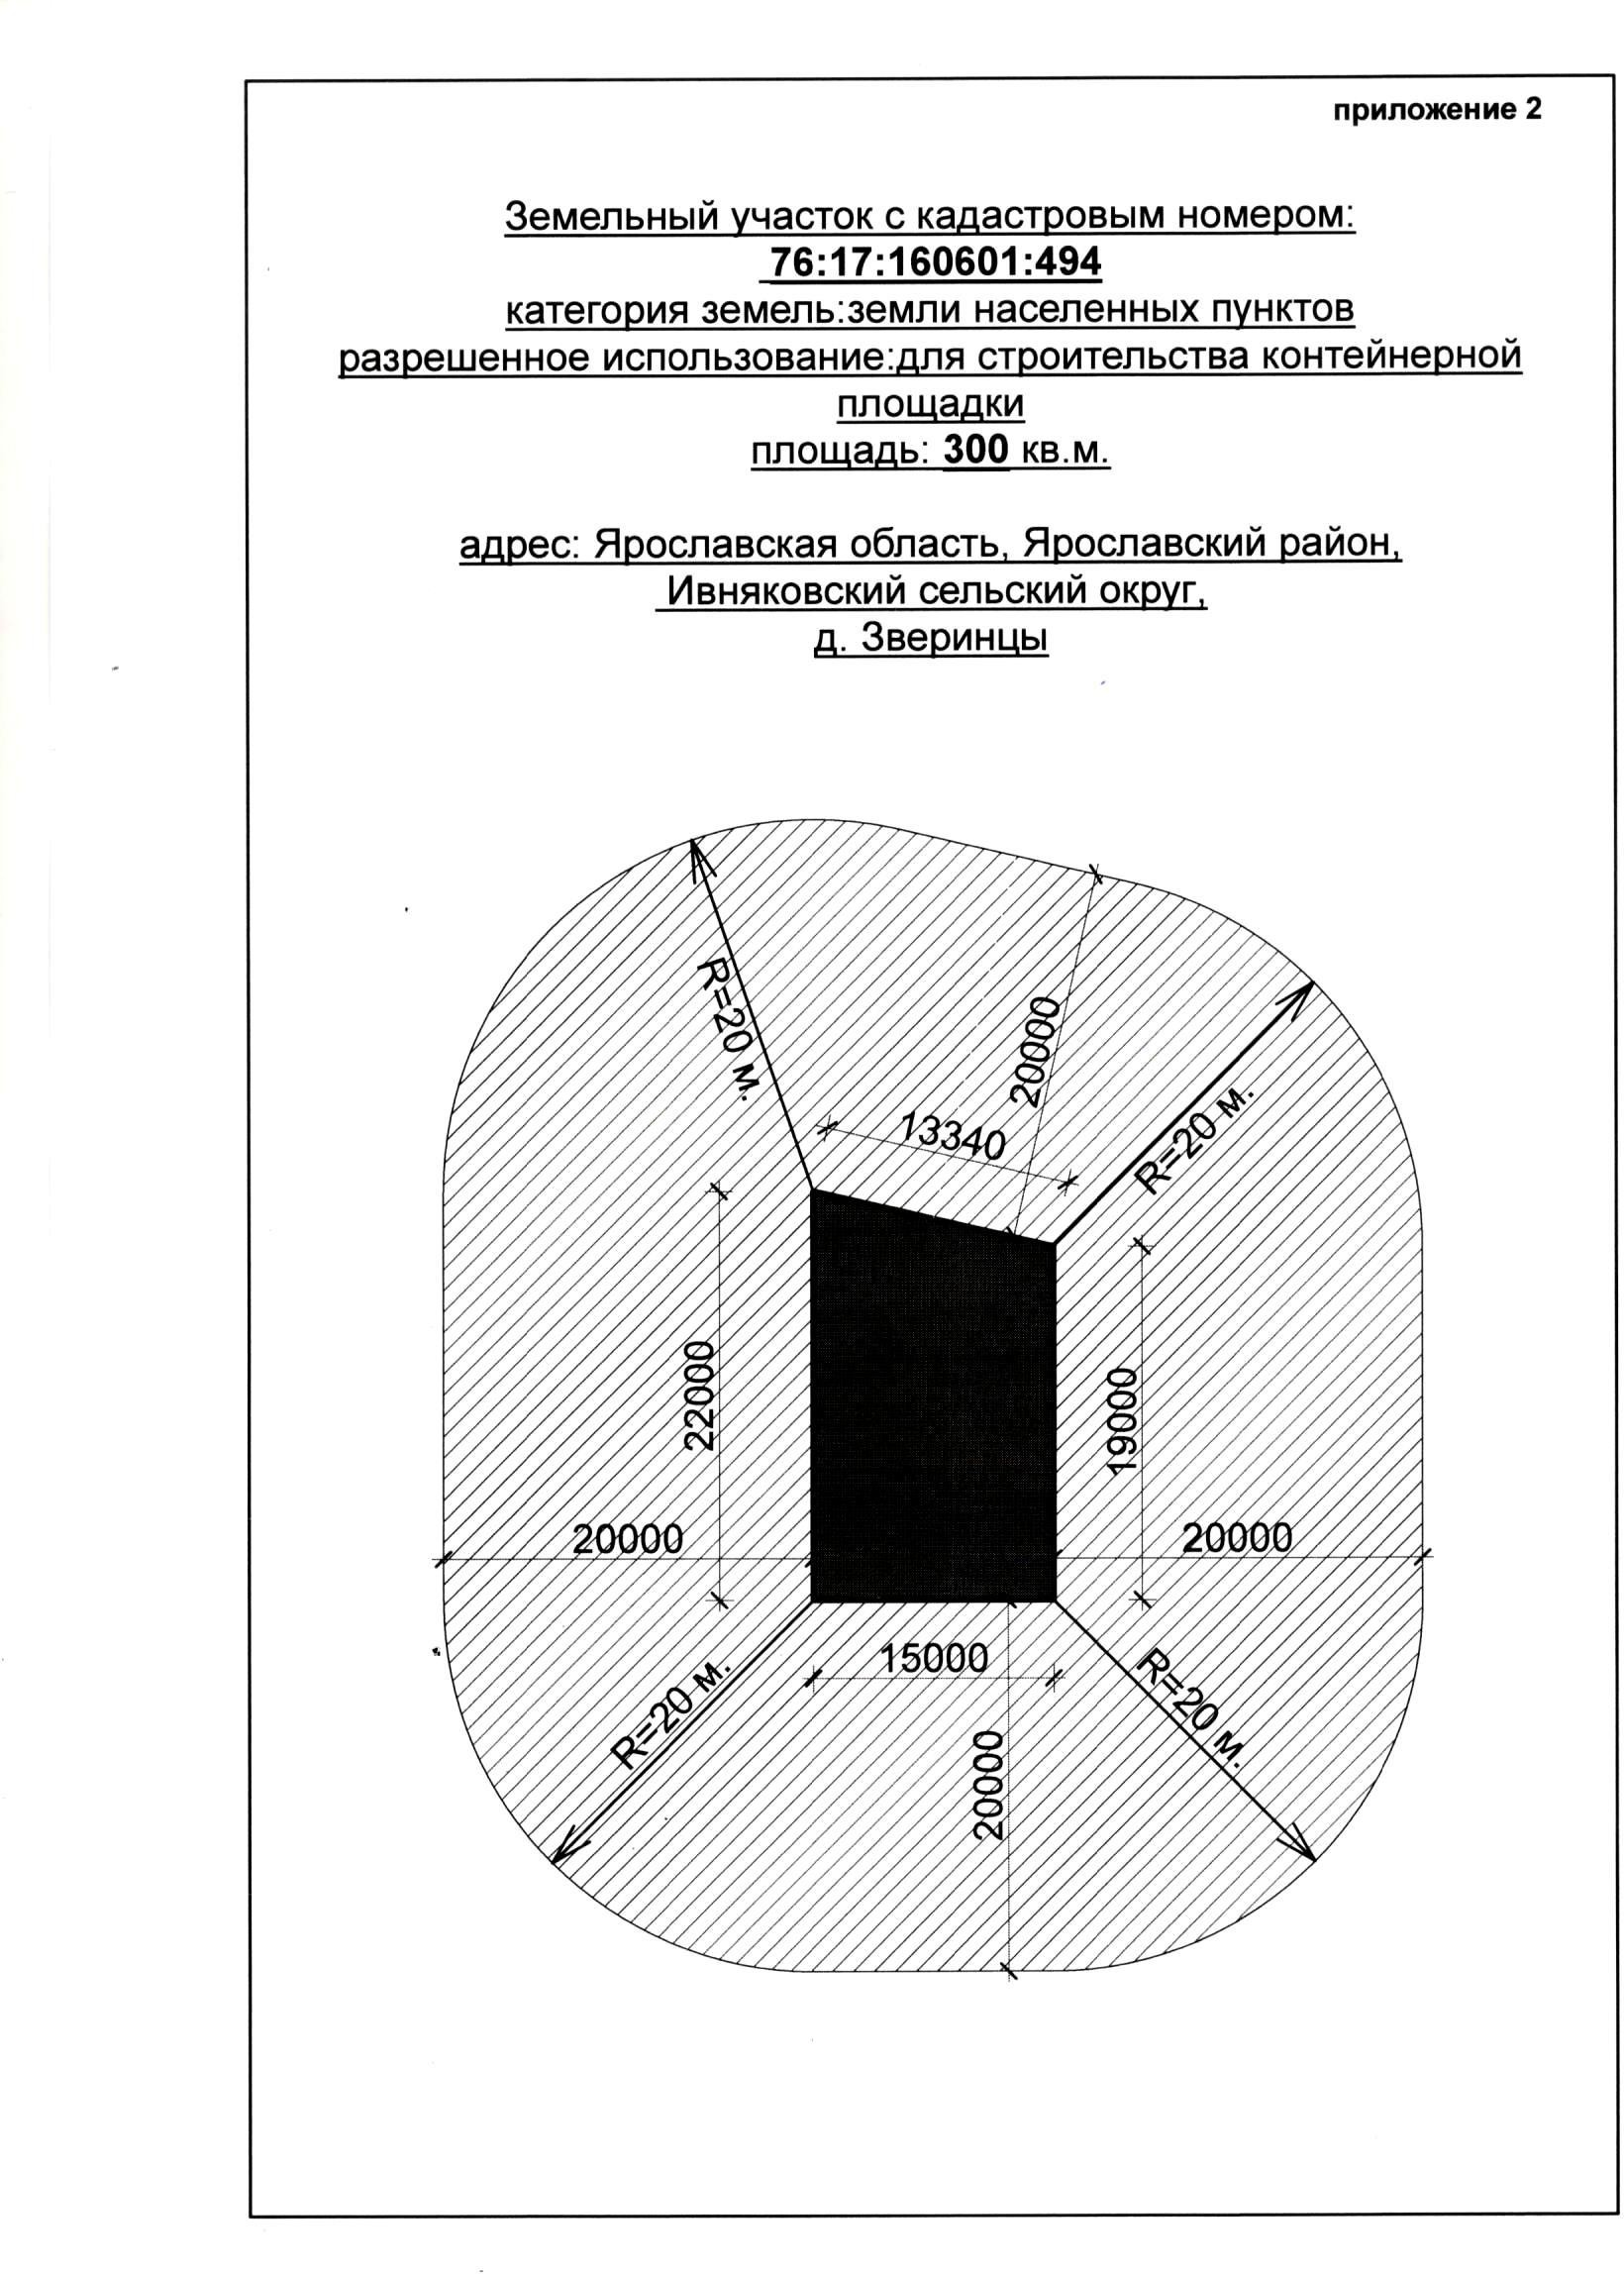 приложение 2
Земельный участок с кадастровым номером:
76:17:160601:494
категория земель:земли населенных пунктов
разрешенное использование:для строительства контейнерной
площадки
площадь: 300 кв.м.
адрес: Ярославская область, Ярославский район,
Ивняковский сельский округ,
д. Зверинцы
R=20 м.
20000
13340
R=20 м.
22000
19000
20000
20000
15000
R=20 м.
R=20 м.
20000